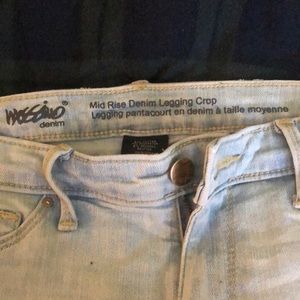 MOSSIMO
denim
Mid Rise Denim Legging Crop
Legging pantacourt en denim à taille moyenne